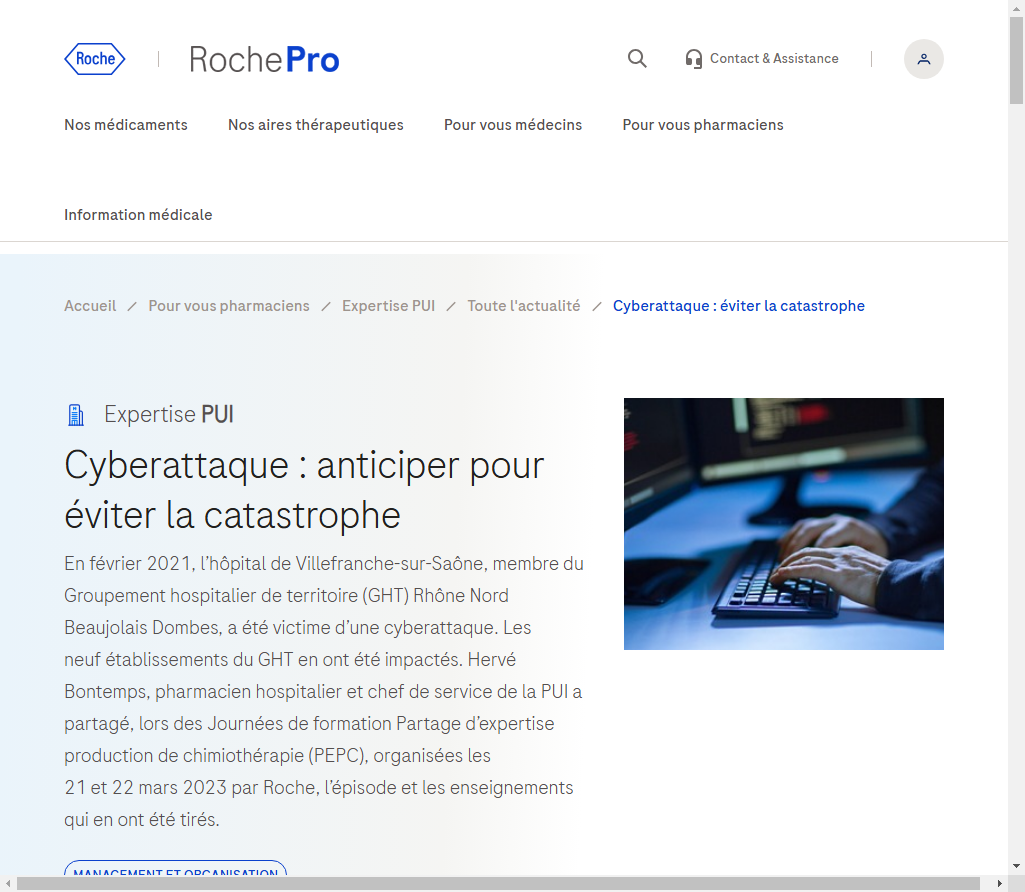 Roche
RochePro
Contact & Assistance
Nos médicaments
Nos aires thérapeutiques
Pour vous médecins
Pour vous pharmaciens
Information médicale
Accueil / Pour vous pharmaciens / Expertise PUI / Toute l'actualité / Cyberattaque : éviter la catastrophe
Expertise PUI
Cyberattaque : anticiper pour
éviter la catastrophe
En février 2021, l’hôpital de Villefranche-sur-Saône, membre du
Groupement hospitalier de territoire (GHT) Rhône Nord
Beaujolais Dombes, a été victime d’une cyberattaque. Les
neuf établissements du GHT en ont été impactés. Hervé
Bontemps, pharmacien hospitalier et chef de service de la PUI a
partagé, lors des Journées de formation Partage d’expertise
production de chimiothérapie (PEPC), organisées les
21 et 22 mars 2023 par Roche, l’épisode et les enseignements
qui en ont été tirés.
MANAGEMENT ET ORGANISATION